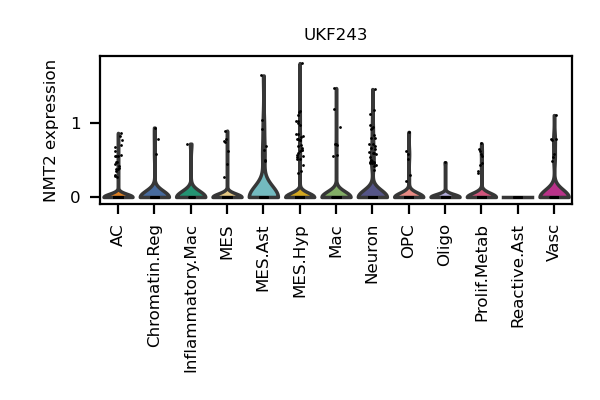 UKF243
NMT2 expression
1
0
AC
Chromatin.Reg
Inflammatory.Mac
MES
MES.Ast
MES.Hyp
Mac
Neuron
OPC
Oligo
Prolif.Metab
Reactive.Ast
Vasc